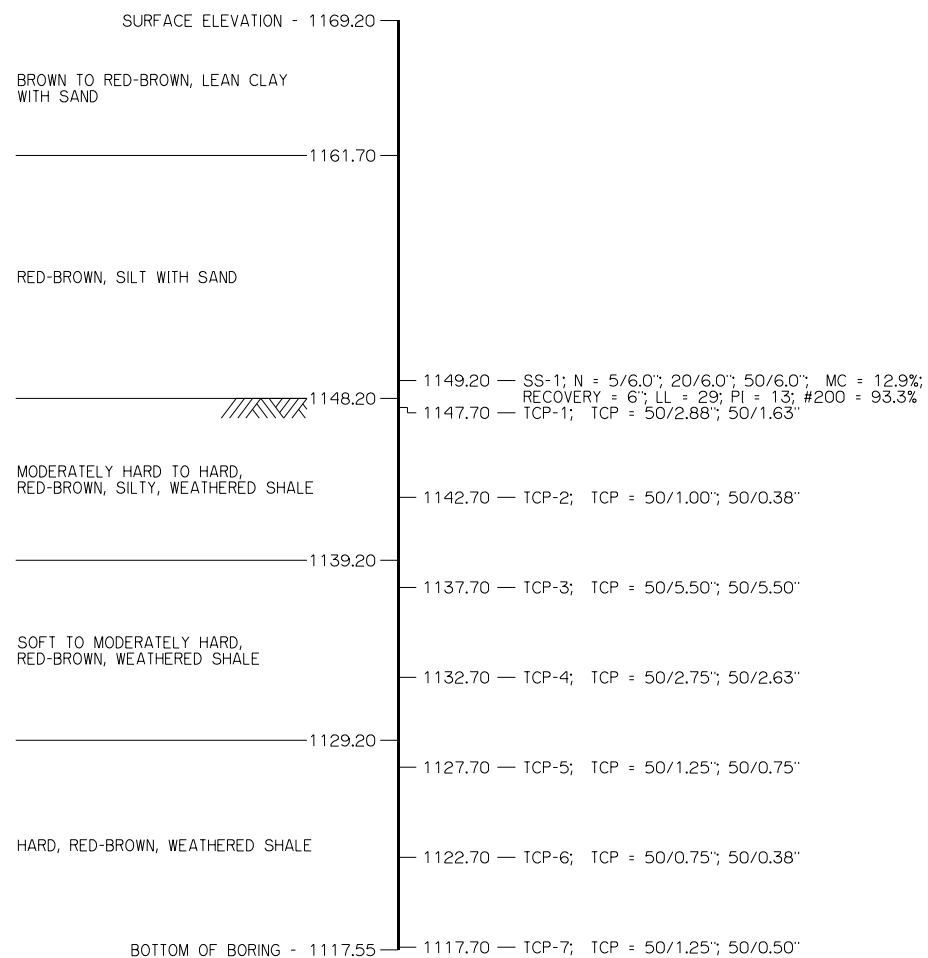 SURFACE ELEVATION - 1169.20
BROWN TO RED-BROWN, LEAN CLAY
WITH SAND
1161.70
RED-BROWN, SILT WITH SAND
1149.20 — SS-1; N = 5/6.0"; 20/6.0"; 50/6.0"; MC = 12.9%;
RECOVERY = 6"; LL = 29; PI = 13; #200 = 93.3%
1148.20
1147.70 — TCP-1; TCP = 50/2.88"; 50/1.63"
MODERATELY HARD TO HARD,
RED-BROWN, SILTY, WEATHERED SHALE
1142.70 — TCP-2; TCP = 50/1.00"; 50/0.38"
1139.20
1137.70 — TCP-3; TCP = 50/5.50"; 50/5.50"
SOFT TO MODERATELY HARD,
RED-BROWN, WEATHERED SHALE
1132.70 — TCP-4; TCP = 50/2.75"; 50/2.63"
1129.20
1127.70 — TCP-5; TCP = 50/1.25"; 50/0.75"
HARD, RED-BROWN, WEATHERED SHALE
1122.70 — TCP-6; TCP = 50/0.75"; 50/0.38"
BOTTOM OF BORING - 1117.55
1117.70 — TCP-7; TCP = 50/1.25"; 50/0.50"